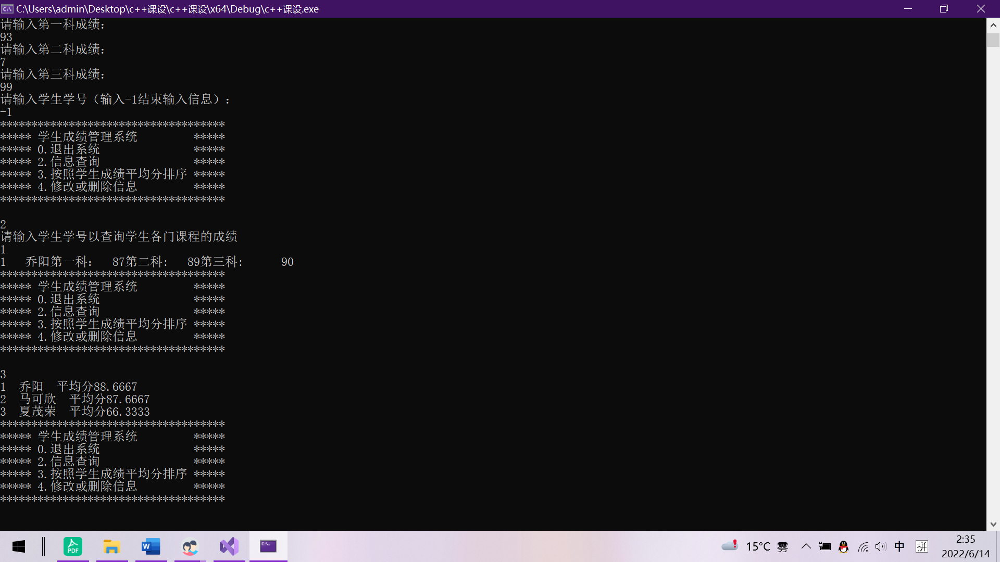 C:\Users\admin\Desktop\c++课设\c++课设\x64\Debug\c++课设.exe
请输入第一科成绩：
93
请输入第二科成绩：
7
请输入第三科成绩：
99
请输入学生学号（输入-1结束输入信息）：
-1
************************************
***** 学生成绩管理系统         *****
***** 0.退出系统               *****
***** 2.信息查询               *****
***** 3.按照学生成绩平均分排序 *****
***** 4.修改或删除信息         *****
************************************
2
请输入学生学号以查询学生各门课程的成绩
1
1   乔阳第一科：  87第二科：  89第三科：      90
************************************
***** 学生成绩管理系统         *****
***** 0.退出系统               *****
***** 2.信息查询               *****
***** 3.按照学生成绩平均分排序 *****
***** 4.修改或删除信息         *****
************************************
3
1  乔阳  平均分88.6667
2  马可欣  平均分87.6667
3  夏茂荣  平均分66.3333
************************************
***** 学生成绩管理系统         *****
***** 0.退出系统               *****
***** 2.信息查询               *****
***** 3.按照学生成绩平均分排序 *****
***** 4.修改或删除信息         *****
************************************
PDF
W
C:\_
15°C 雾
中
拼
2:35
2022/6/14